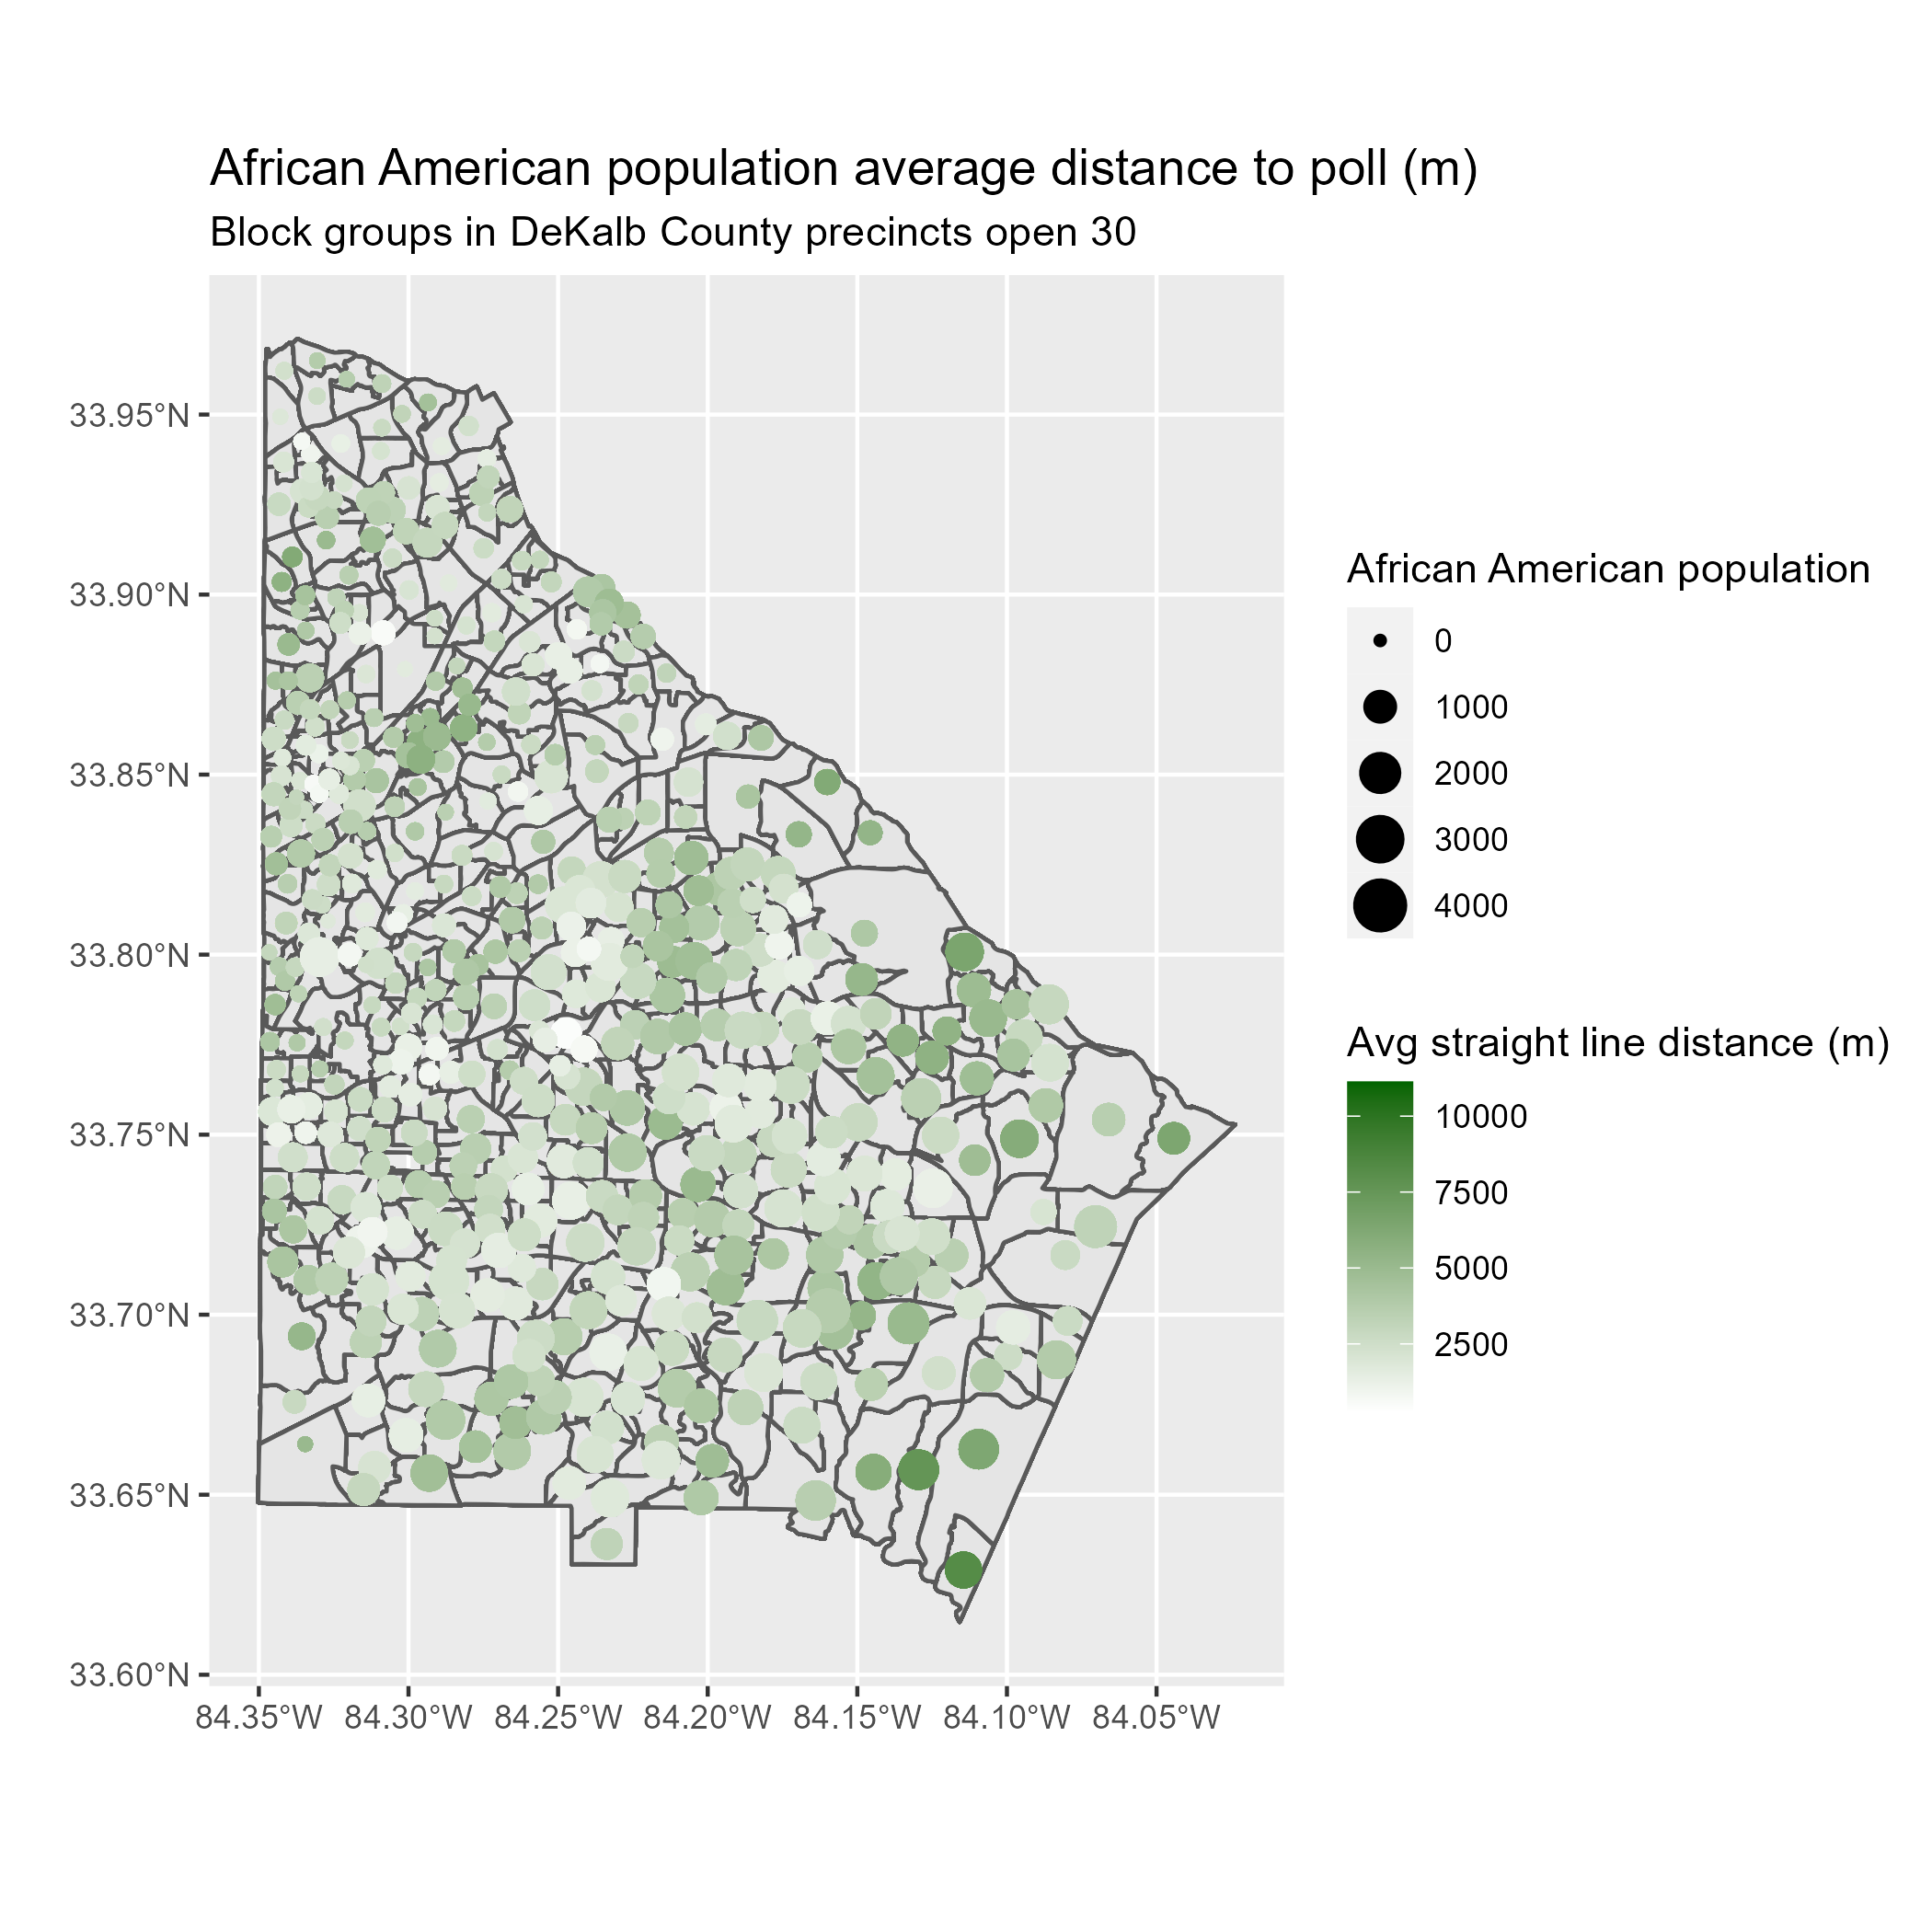 African American population average distance to poll (m)
Block groups in DeKalb County precincts open 30
33.95°N
33.90°N
33.85°N
33.80°N
33.75°N
33.70°N
33.65°N
33.60°N
84.35°W 84.30°W 84.25°W 84.20°W 84.15°W 84.10°W 84.05°W
African American population
0
1000
2000
3000
4000
Avg straight line distance (m)
10000
7500
5000
2500